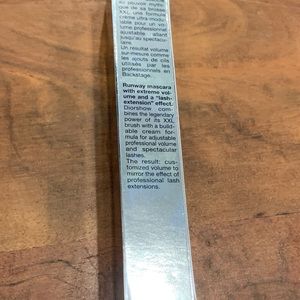 au pouvoir mythi-
que de sa brosse
XXL une formule
crème ultra-modu-
lable pour un vo-
lume professionnel
ajustable allant
jusqu'au spectacu-
laire.
Un résultat volume
sur-mesure comme
les ajouts de cils
utilisés par les
professionnels en
Backstage.
Runway mascara
with extreme vol-
ume and a "lash-
extension" effect.
Diorshow com-
bines the legendary
power of its XXL
brush with a build-
able cream for-
mula for adjustable
professional volume
and spectacular
lashes.
The result: cus-
tomized volume to
mirror the effect of
professional lash
extensions.